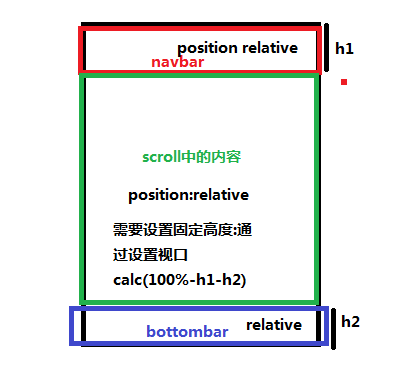 position relative
h1
navbar
scroll中的内容
position:relative
需要设置固定高度:通
过设置视口
calc(100%-h1-h2)
relative
h2
bottombar